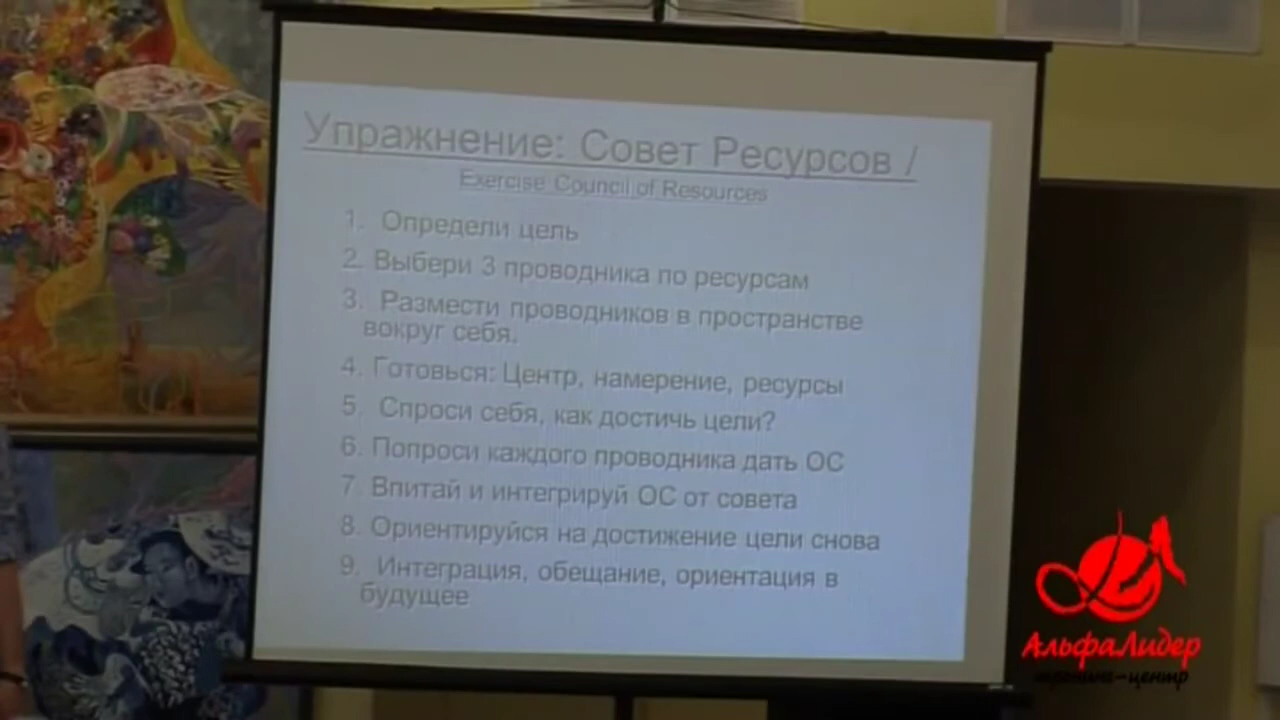 Упражнение: Совет Ресурсов /
Exercise Council of Resources
1. Определи цель
2. Выбери 3 проводника по ресурсам
3. Размести проводников в пространстве
вокруг себя.
4. Готовься: Центр, намерение, ресурсы
5. Спроси себя, как достичь цели?
6. Попроси каждого проводника дать ОС
7. Впитай и интегрируй ОС от совета
8. Ориентируйся на достижение цели снова
9. Интеграция, обещание, ориентация в
будущее
АльфаЛидер
тренинг-центр